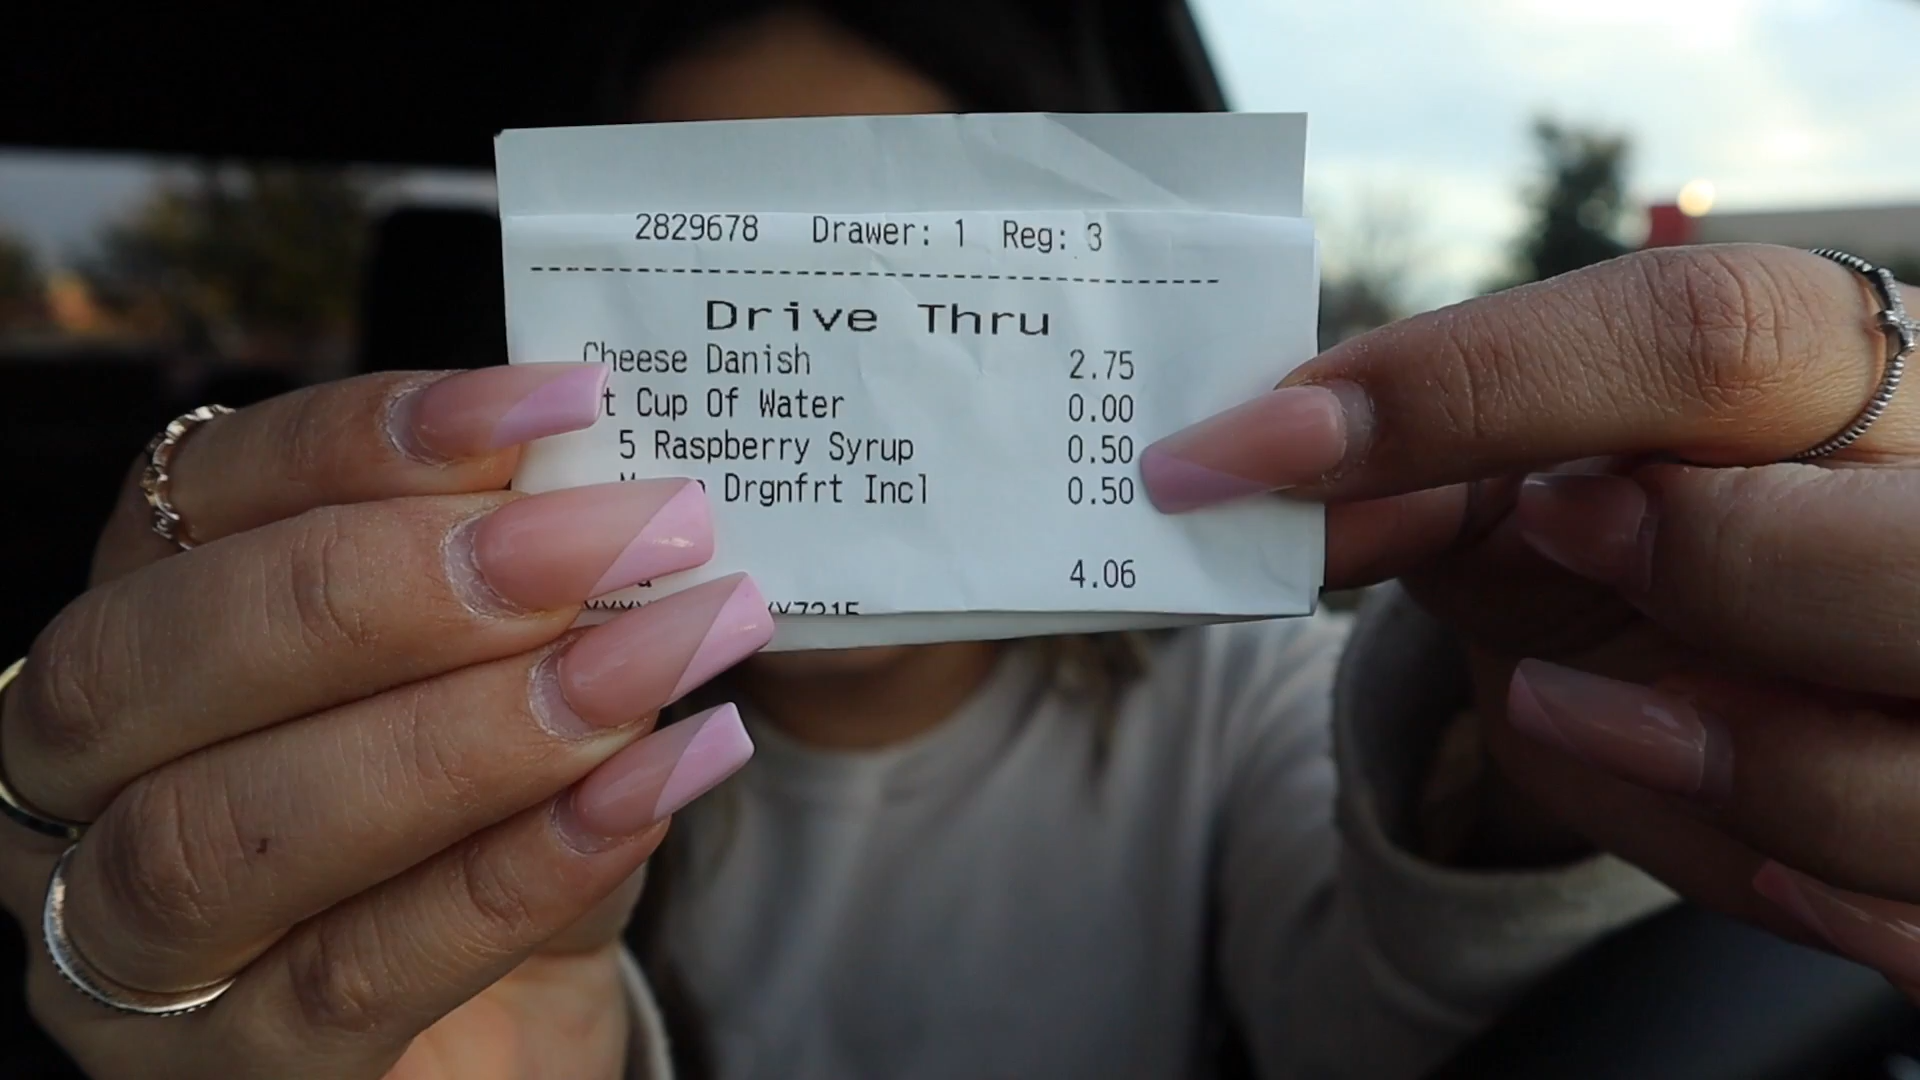 2829678 Drawer: 1 Reg: 3
Drive Thru
Cheese Danish 2.75
Cup Of Water 0.00
5 Raspberry Syrup 0.50
Drgnfrt Incl 0.50
4.06